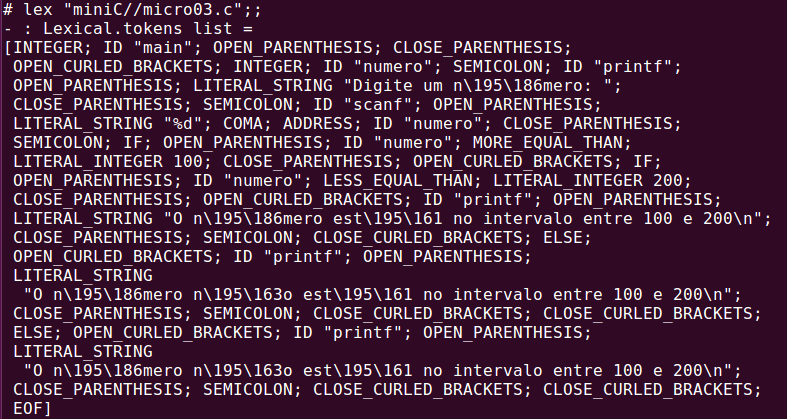 # lex "miniC//micro03.c";;
- : Lexical.tokens list =
[INTEGER; ID "main"; OPEN_PARENTHESIS; CLOSE_PARENTHESIS;
OPEN_CURLED_BRACKETS; INTEGER; ID "numero"; SEMICOLON; ID "printf";
OPEN_PARENTHESIS; LITERAL_STRING "Digite um n\195\186mero: ";
CLOSE_PARENTHESIS; SEMICOLON; ID "scanf"; OPEN_PARENTHESIS;
LITERAL_STRING "%d"; COMA; ADDRESS; ID "numero"; CLOSE_PARENTHESIS;
SEMICOLON; IF; OPEN_PARENTHESIS; ID "numero"; MORE_EQUAL_THAN;
LITERAL_INTEGER 100; CLOSE_PARENTHESIS; OPEN_CURLED_BRACKETS; IF;
OPEN_PARENTHESIS; ID "numero"; LESS_EQUAL_THAN; LITERAL_INTEGER 200;
CLOSE_PARENTHESIS; OPEN_CURLED_BRACKETS; ID "printf"; OPEN_PARENTHESIS;
LITERAL_STRING "O n\195\186mero est\195\161 no intervalo entre 100 e 200\n";
CLOSE_PARENTHESIS; SEMICOLON; CLOSE_CURLED_BRACKETS; ELSE;
OPEN_CURLED_BRACKETS; ID "printf"; OPEN_PARENTHESIS;
LITERAL_STRING
"O n\195\186mero n\195\163o est\195\161 no intervalo entre 100 e 200\n";
CLOSE_PARENTHESIS; SEMICOLON; CLOSE_CURLED_BRACKETS; CLOSE_CURLED_BRACKETS;
ELSE; OPEN_CURLED_BRACKETS; ID "printf"; OPEN_PARENTHESIS;
LITERAL_STRING
"O n\195\186mero n\195\163o est\195\161 no intervalo entre 100 e 200\n";
CLOSE_PARENTHESIS; SEMICOLON; CLOSE_CURLED_BRACKETS; CLOSE_CURLED_BRACKETS;
EOF]